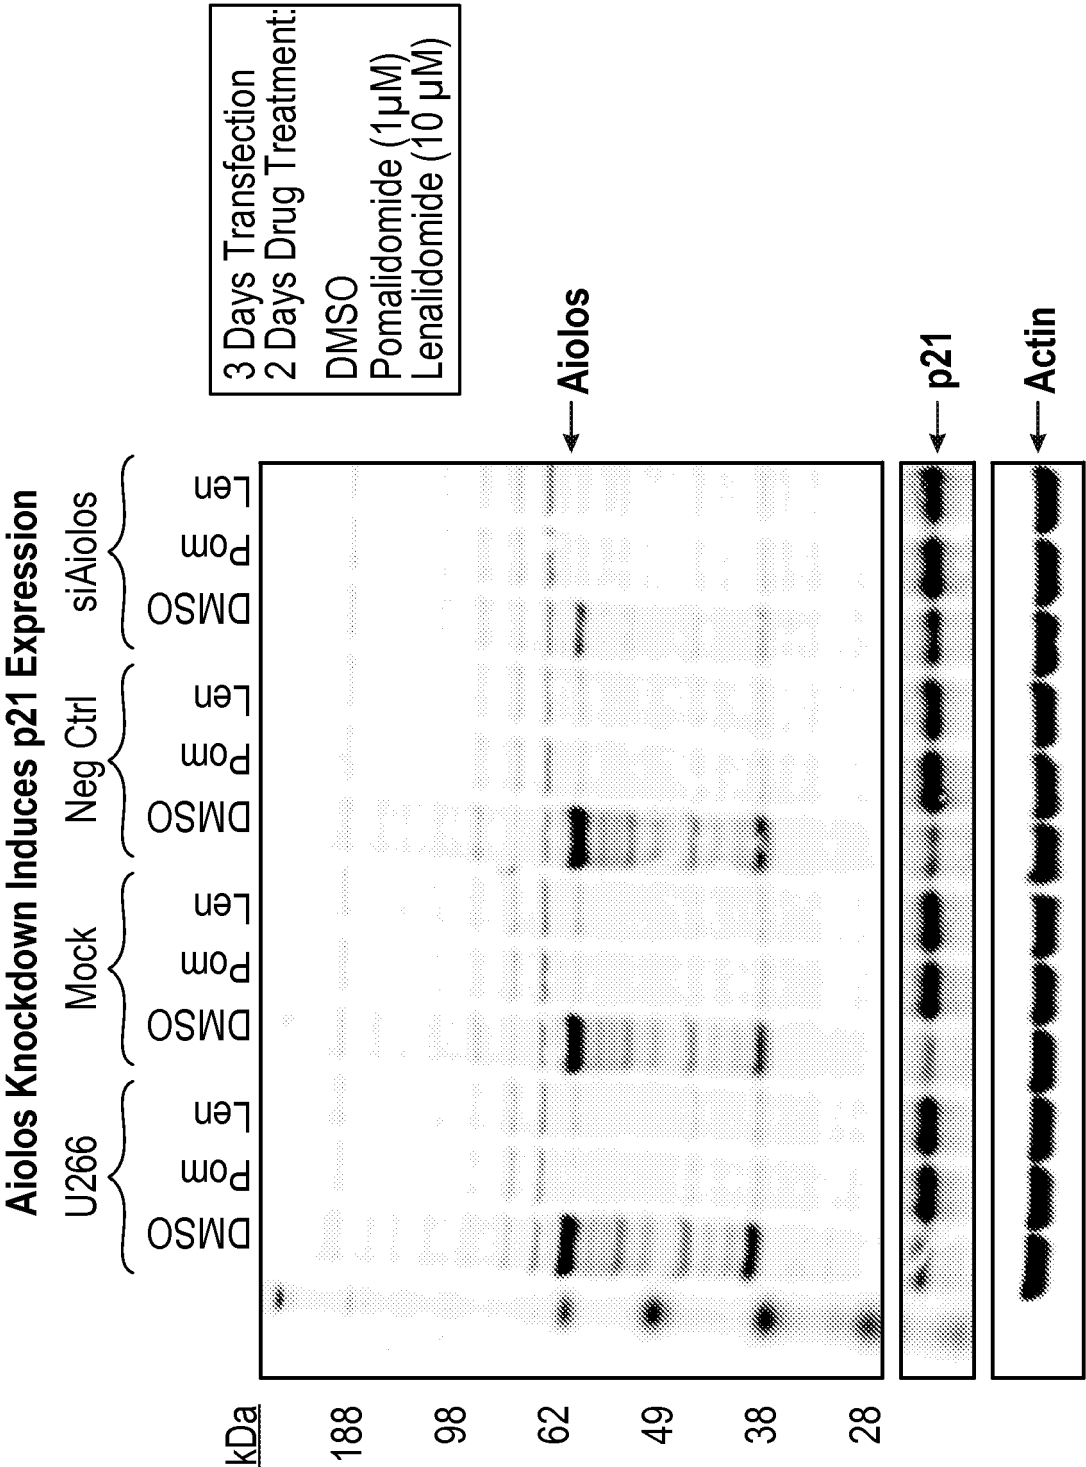 Aiolos Knockdown Induces p21 Expression
U266 Mock Neg Ctrl siAiolos
DMSO Pom Len DMSO Pom Len DMSO Pom Len DMSO Pom Len
kDa
188
98
62
49
38
28
Aiolos
p21
Actin
3 Days Transfection
2 Days Drug Treatment:
DMSO
Pomalidomide (1µM)
Lenalidomide (10 µM)